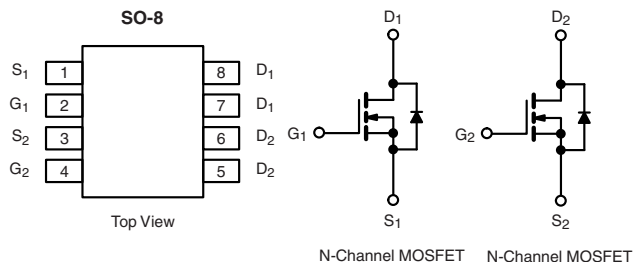 SO-8
S1 1 8 D1
G1 2 7 D1
S2 3 6 D2
G2 4 5 D2
Top View
D1
G1
S1
N-Channel MOSFET
D2
G2
S2
N-Channel MOSFET